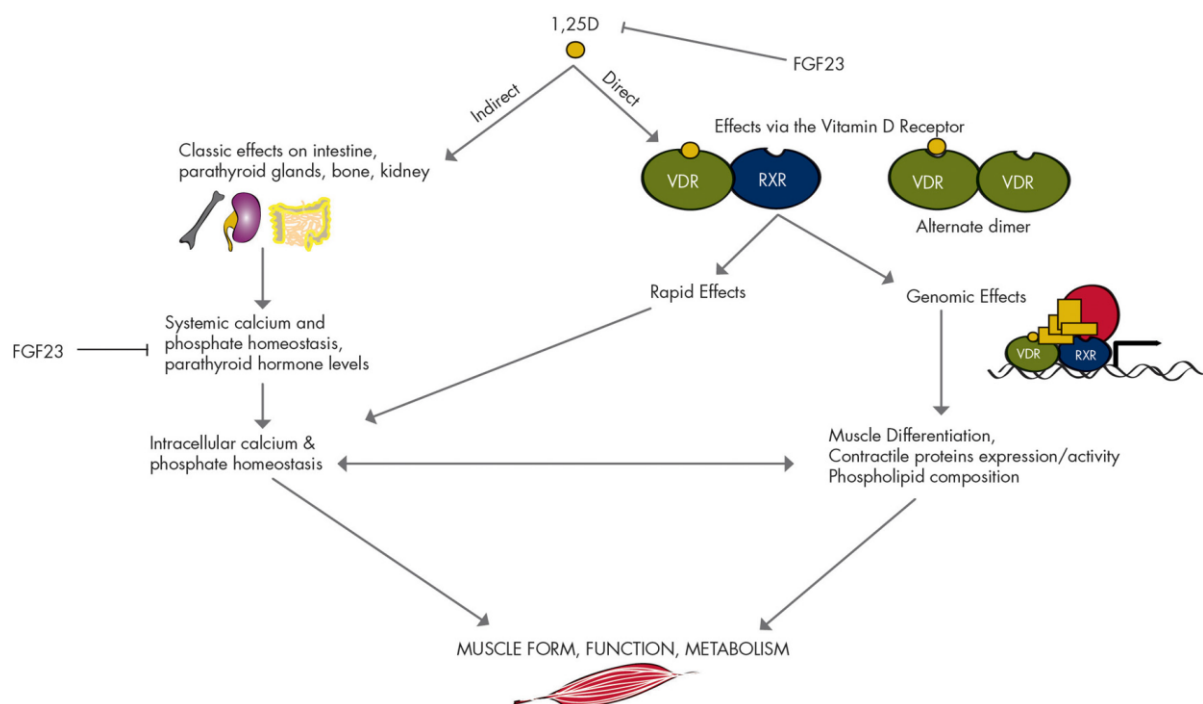 1,25D
FGF23
Indirect
Direct
Effects via the Vitamin D Receptor
Classic effects on intestine,
parathyroid glands, bone, kidney
VDR
RXR
VDR
VDR
Alternate dimer
Rapid Effects
Genomic Effects
Systemic calcium and
phosphate homeostasis,
parathyroid hormone levels
FGF23
VDR
RXR
Intracellular calcium &
phosphate homeostasis
Muscle Differentiation,
Contractile proteins expression/activity
Phospholipid composition
MUSCLE FORM, FUNCTION, METABOLISM